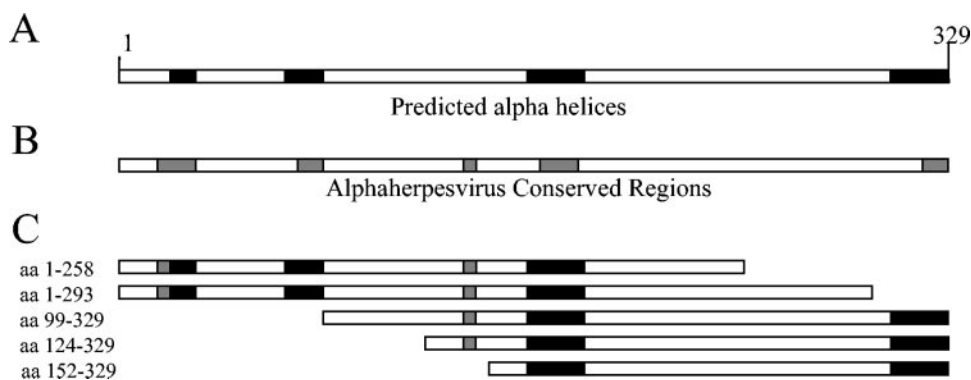 A
1 329
Predicted alpha helices
B
Alphaherpesvirus Conserved Regions
C
aa 1-258
aa 1-293
aa 99-329
aa 124-329
aa 152-329